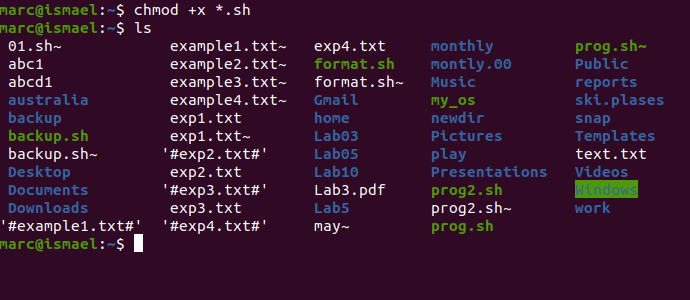 marc@ismael:~$ chmod +x *.sh
marc@ismael:~$ ls
 01.sh~            example1.txt~   exp4.txt     monthly         prog.sh~
 abc1              example2.txt~   format.sh    montly.00       Public
 abcd1             example3.txt~   format.sh~   Music           reports
 australia         example4.txt~   Gmail        my_os           ski.plases
 backup            exp1.txt        home         newdir          snap
 backup.sh         exp1.txt~       Lab03        Pictures        Templates
 backup.sh~       '#exp2.txt#'     Lab05        play            text.txt
 Desktop           exp2.txt        Lab10        Presentations   Videos
 Documents        '#exp3.txt#'     Lab3.pdf     prog2.sh        Windows
 Downloads         exp3.txt        Lab5         prog2.sh~       work
'#example1.txt#'  '#exp4.txt#'     may~         prog.sh
marc@ismael:~$